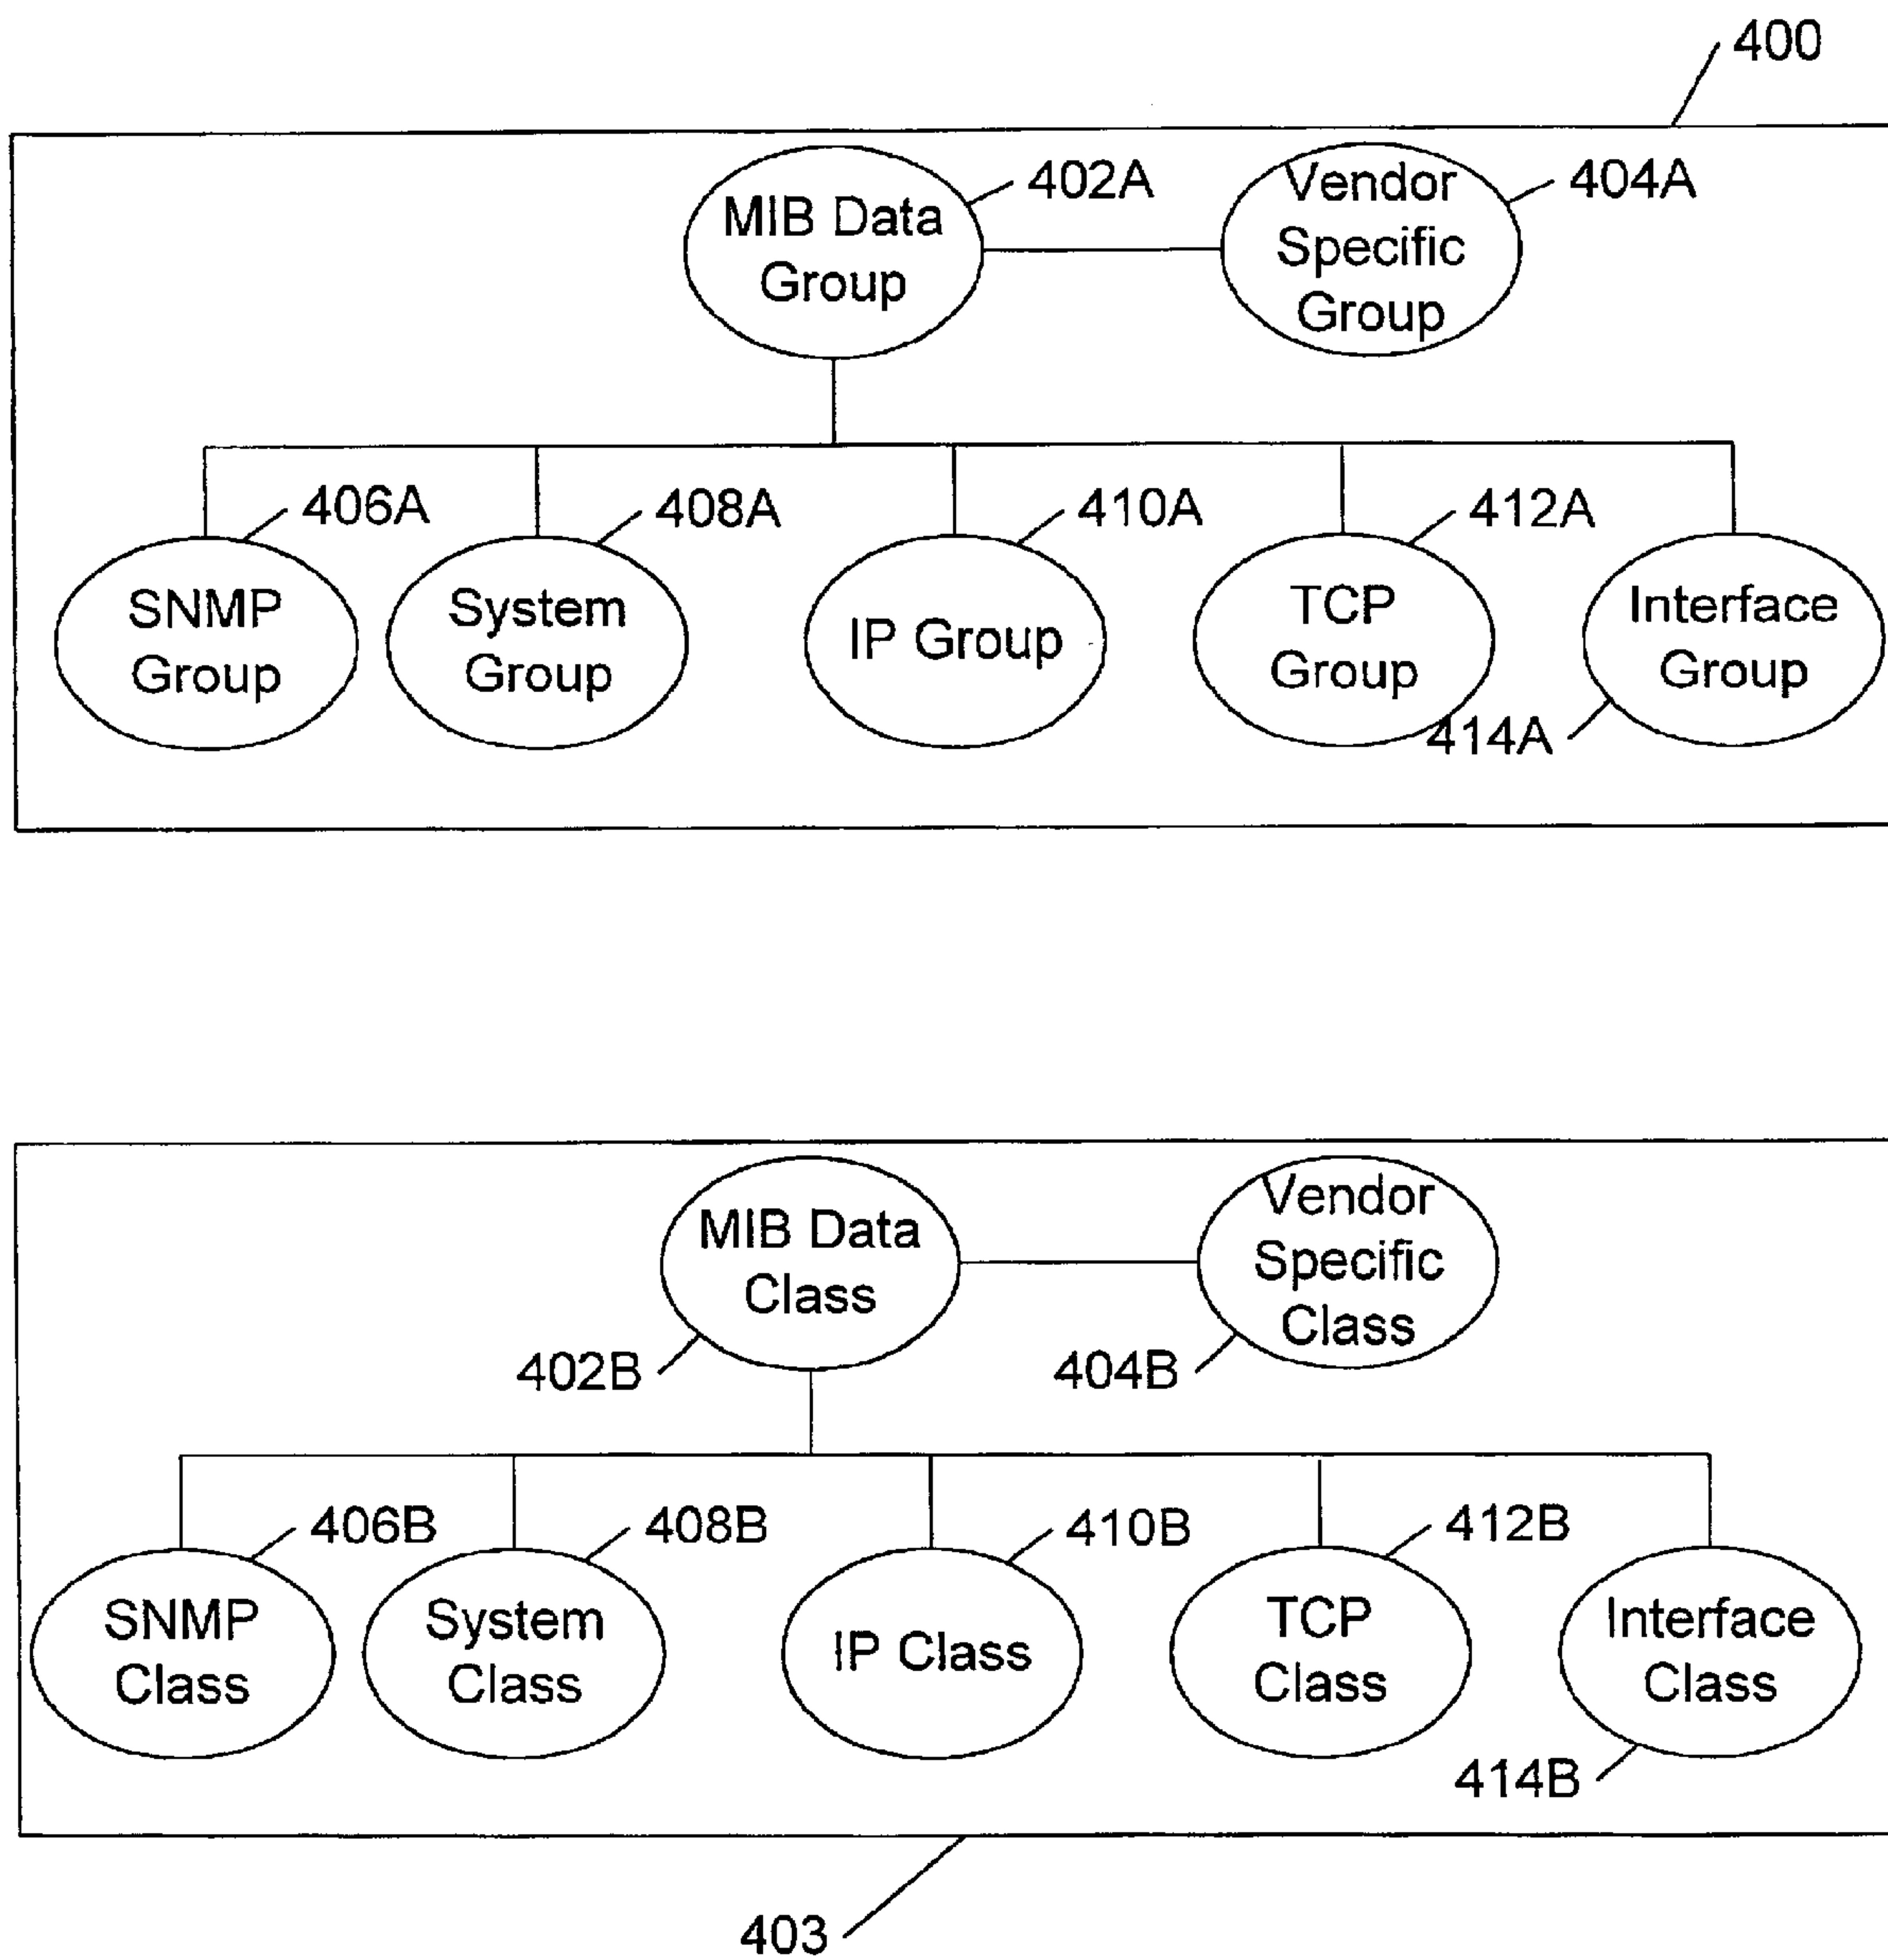 400
402A
404A
MIB Data
Group
Vendor
Specific
Group
406A
408A
410A
412A
SNMP
Group
System
Group
IP Group
TCP
Group
Interface
Group
414A
MIB Data
Class
Vendor
Specific
Class
402B
404B
406B
408B
410B
412B
SNMP
Class
System
Class
IP Class
TCP
Class
Interface
Class
414B
403